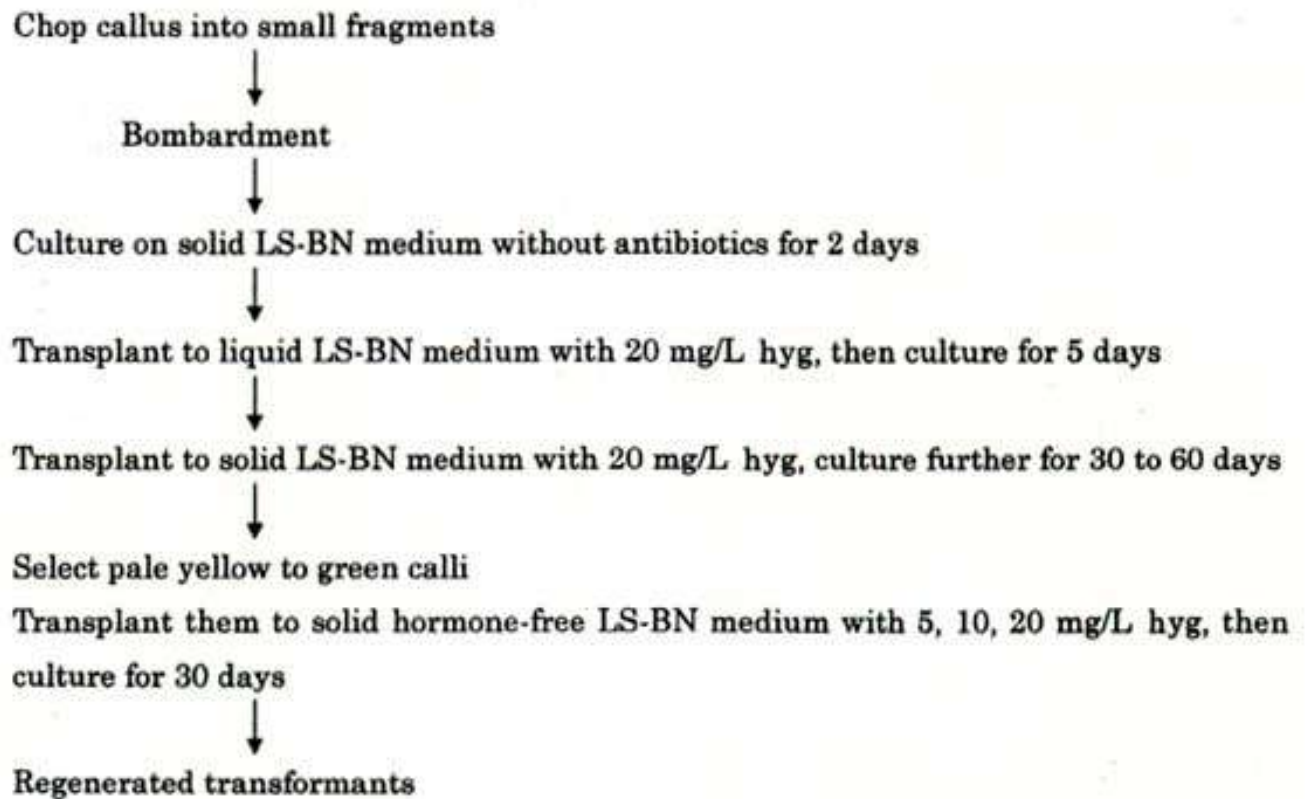 Chop callus into small fragments
Bombardment
Culture on solid LS-BN medium without antibiotics for 2 days
Transplant to liquid LS-BN medium with 20 mg/L hyg, then culture for 5 days
Transplant to solid LS-BN medium with 20 mg/L hyg, culture further for 30 to 60 days
Select pale yellow to green calli
Transplant them to solid hormone-free LS-BN medium with 5, 10, 20 mg/L hyg, then
culture for 30 days
Regenerated transformants